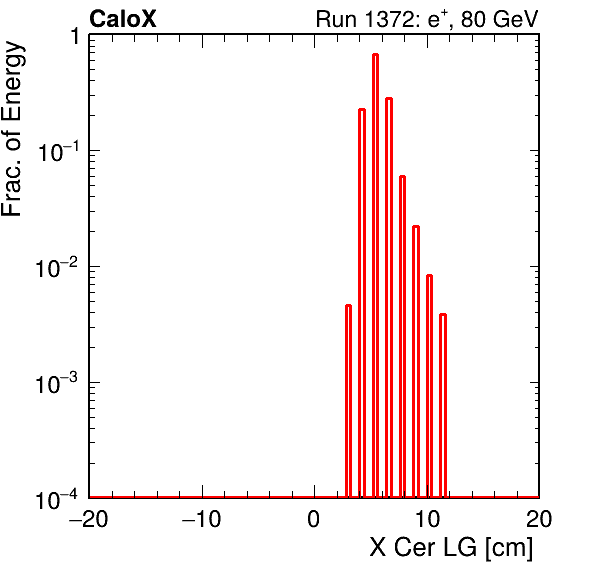 CaloX Run 1372: e⁺, 80 GeV
Frac. of Energy
1
10⁻¹
10⁻²
10⁻³
10⁻⁴
−20 −10 0 10 20
X Cer LG [cm]